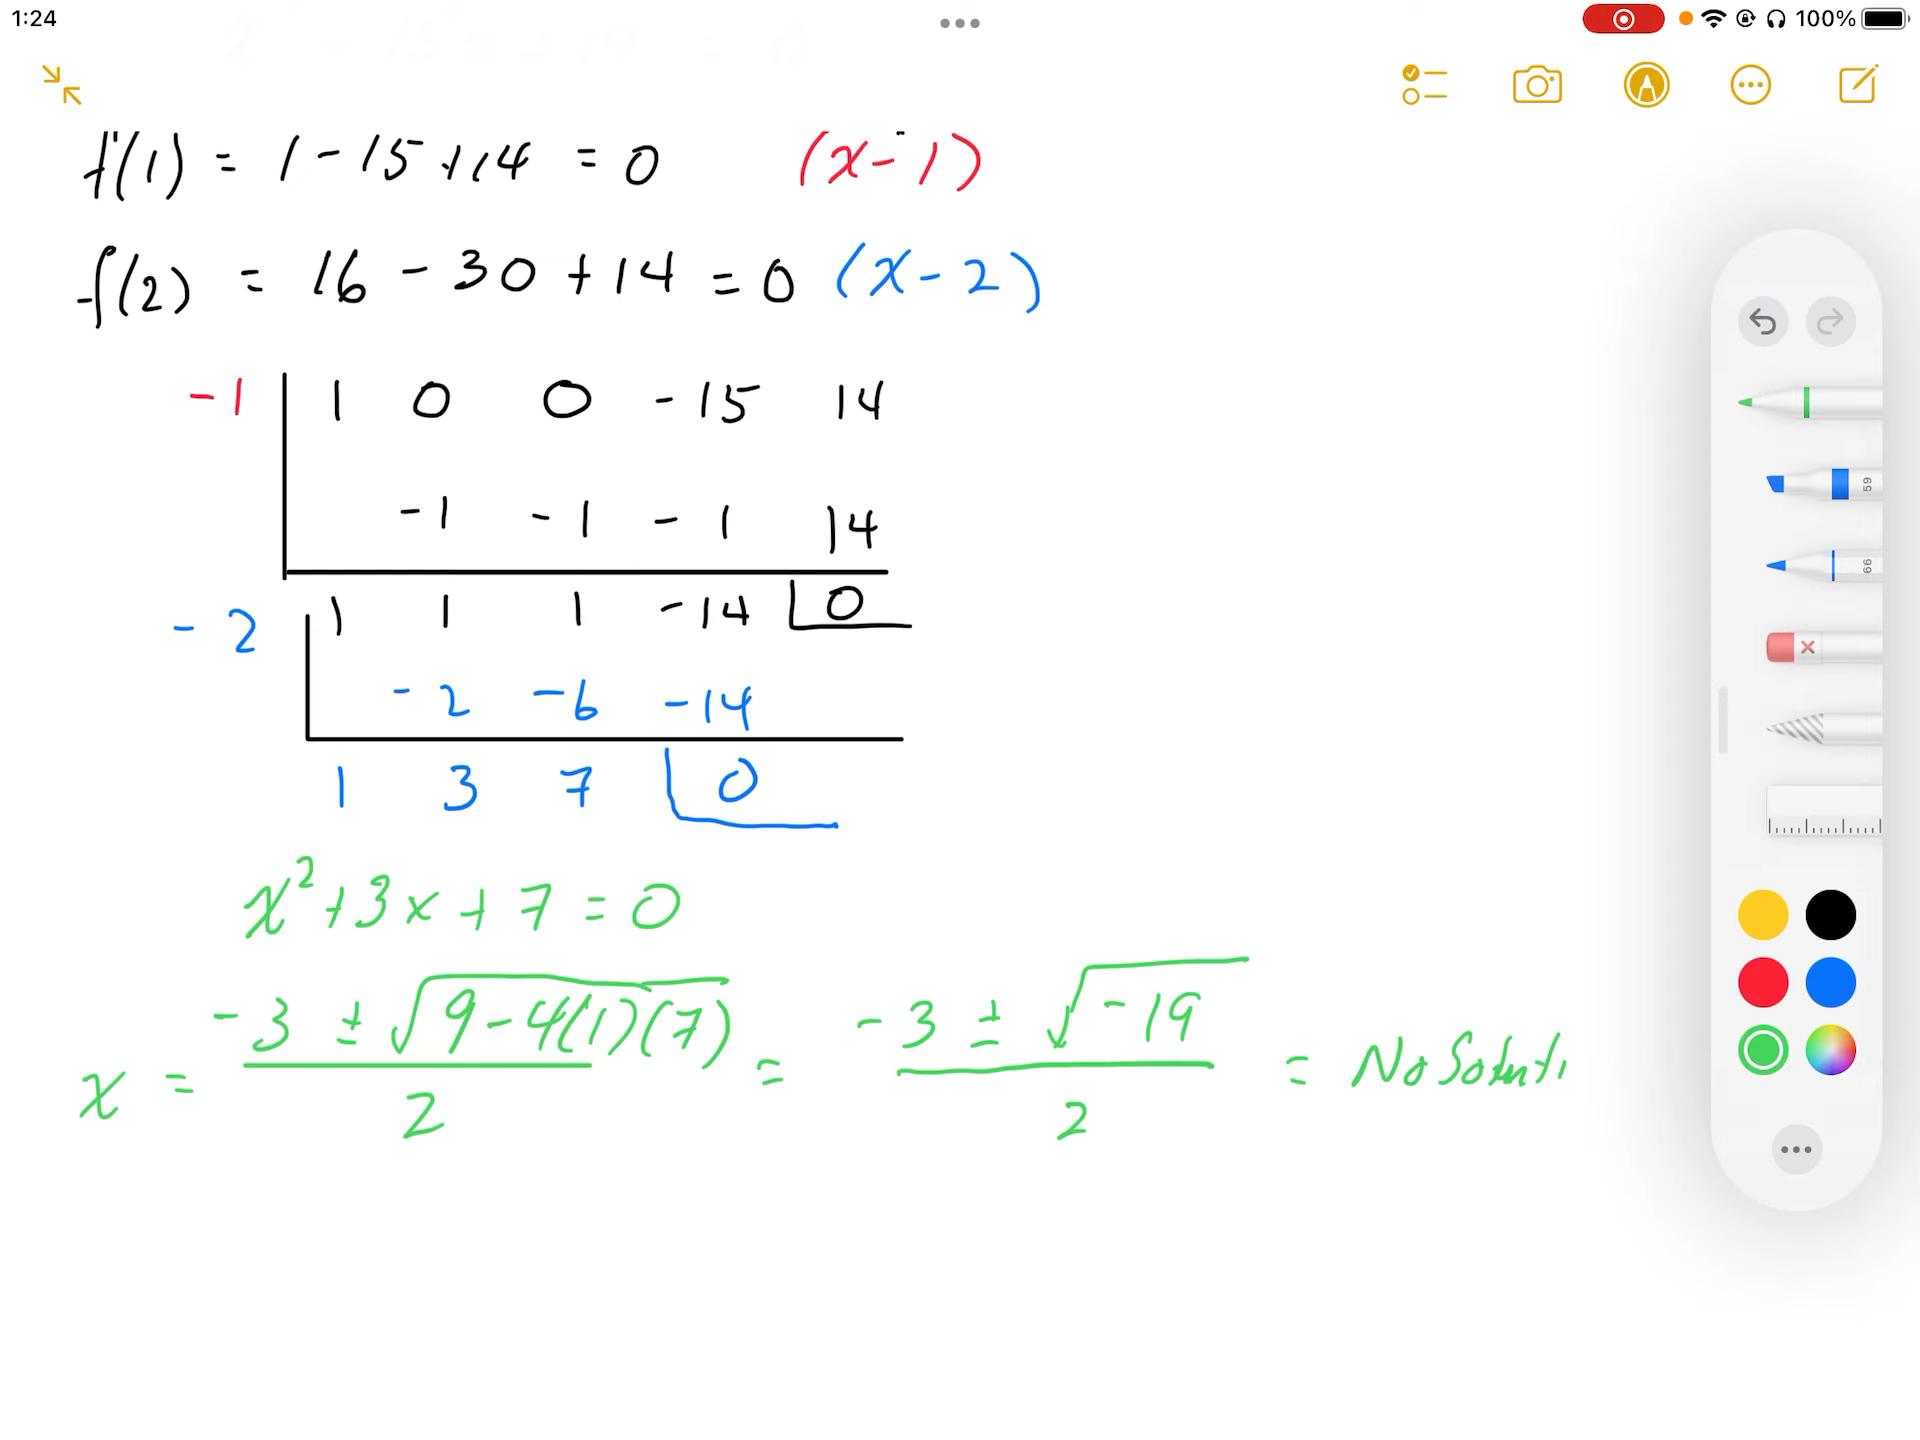 1:24
100%
f(1) = 1 - 15 + 14 = 0 (x - 1)
f(2) = 16 - 30 + 14 = 0 (x - 2)
-1 1 0 0 -15 14
-1 -1 -1 14
-2 1 1 1 -14 0
-2 -6 -14
1 3 7 0
x² + 3x + 7 = 0
x = -3 ± √9 - 4(1)(7) / 2 = -3 ± √-19 / 2 = No
59
99